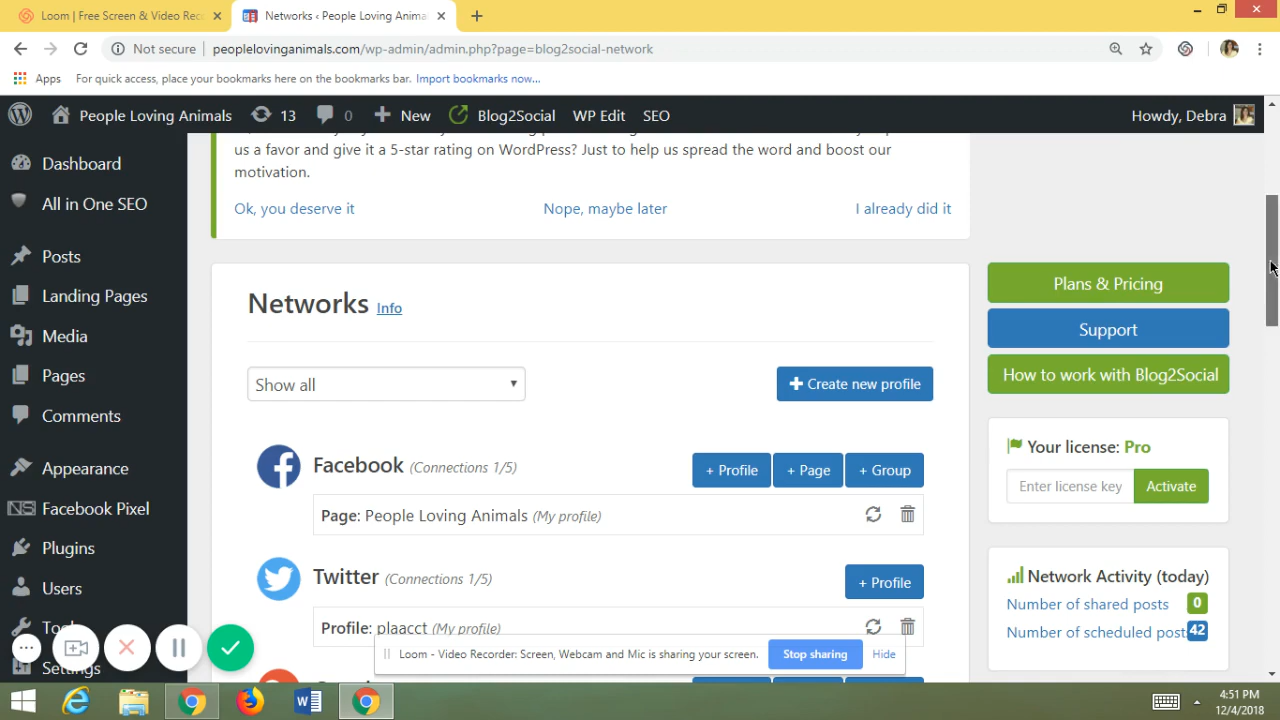 Loom | Free Screen & Video Rec
Networks ‹ People Loving Anima
Not secure | peoplelovinganimals.com/wp-admin/admin.php?page=blog2social-network
Apps For quick access, place your bookmarks here on the bookmarks bar. Import bookmarks now...
People Loving Animals 13 0 New Blog2Social WP Edit SEO Howdy, Debra
us a favor and give it a 5-star rating on WordPress? Just to help us spread the word and boost our
motivation.
Ok, you deserve it Nope, maybe later I already did it
Dashboard
All in One SEO
Posts
Landing Pages
Media
Pages
Comments
Appearance
Facebook Pixel
Plugins
Users
Settings
Networks Info
Show all
+ Create new profile
Facebook (Connections 1/5)
+ Profile + Page + Group
Page: People Loving Animals (My profile)
Twitter (Connections 1/5)
+ Profile
Profile: plaacct (My profile)
Plans & Pricing
Support
How to work with Blog2Social
Your license: Pro
Enter license key Activate
Network Activity (today)
Number of shared posts 0
Number of scheduled post 42
Loom - Video Recorder: Screen, Webcam and Mic is sharing your screen. Stop sharing Hide
4:51 PM
12/4/2018